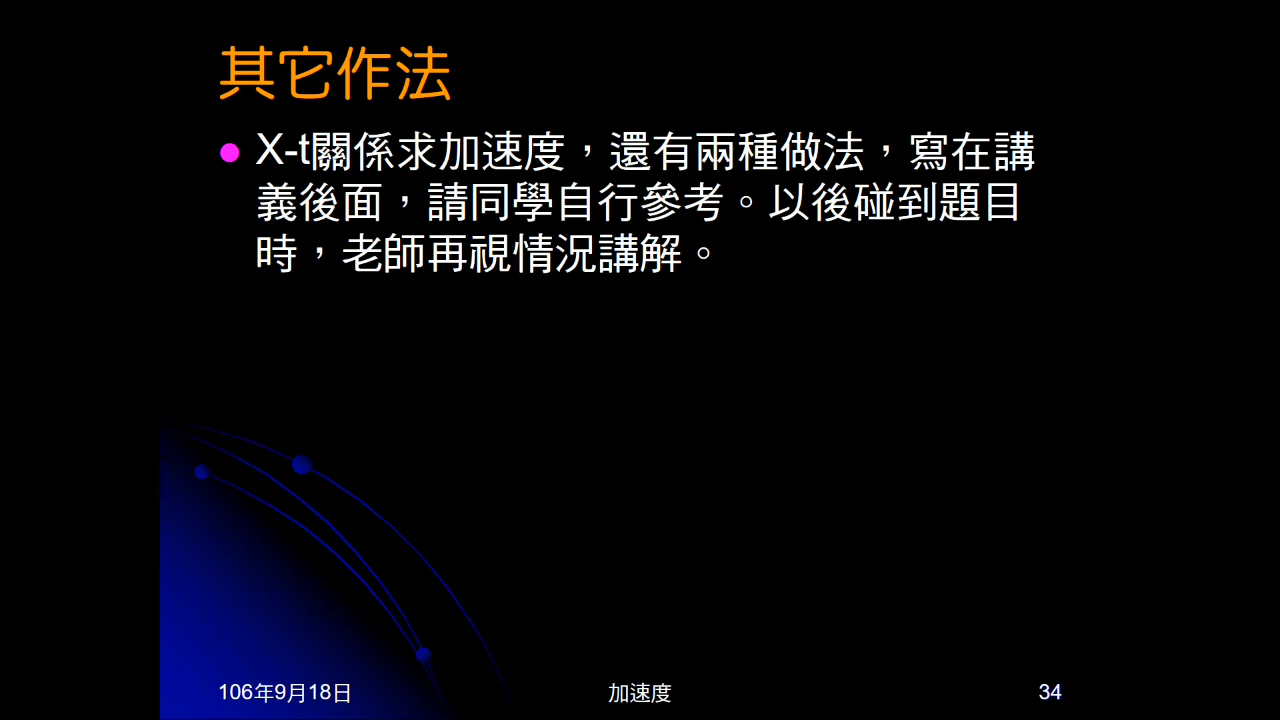 其它作法
X-t關係求加速度，還有兩種做法，寫在講
義後面，請同學自行參考。以後碰到題目
時，老師再視情況講解。
106年9月18日
加速度
34